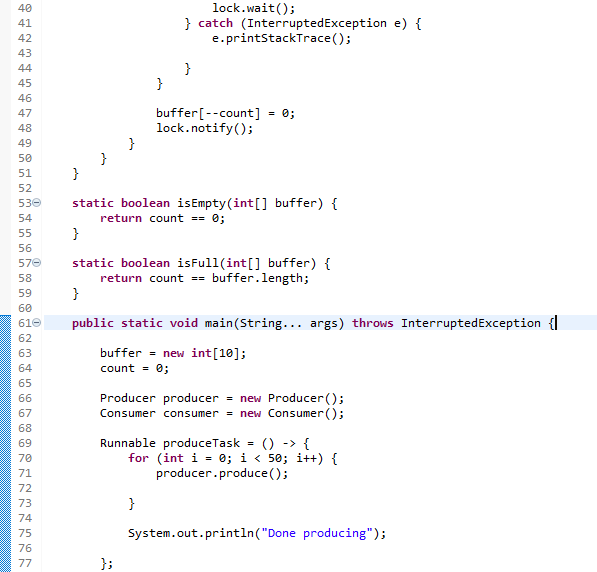 40                         lock.wait();
41                     } catch (InterruptedException e) {
42                         e.printStackTrace();
43
44                     }
45                 }
46
47                 buffer[--count] = 0;
48                 lock.notify();
49             }
50         }
51     }
52
53     static boolean isEmpty(int[] buffer) {
54         return count == 0;
55     }
56
57     static boolean isFull(int[] buffer) {
58         return count == buffer.length;
59     }
60
61     public static void main(String... args) throws InterruptedException {
62
63         buffer = new int[10];
64         count = 0;
65
66         Producer producer = new Producer();
67         Consumer consumer = new Consumer();
68
69         Runnable produceTask = () -> {
70             for (int i = 0; i < 50; i++) {
71                 producer.produce();
72
73             }
74
75             System.out.println("Done producing");
76
77         };